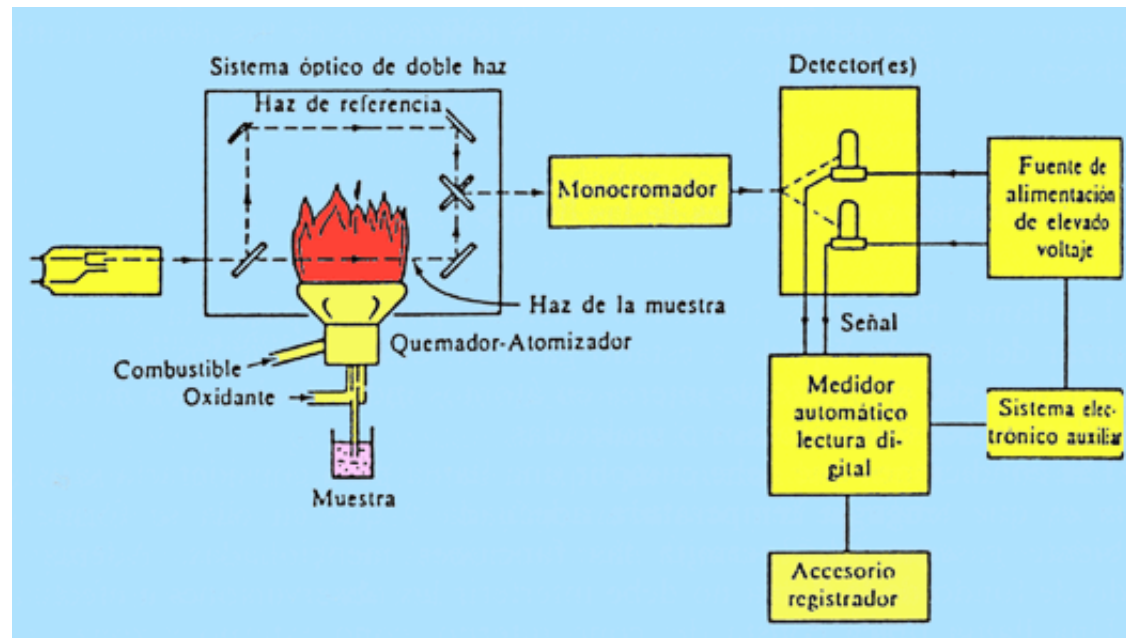 Sistema óptico de doble haz
Haz de referencia
Detector(es)
Monocromador
Fuente de
alimentación
de elevado
voltaje
Haz de la muestra
Señal
Quemador-Atomizador
Combustible
Oxidante
Muestra
Medidor
automático
lectura di-
gital
Sistema elec-
trónico auxiliar
Accesorio
registrador